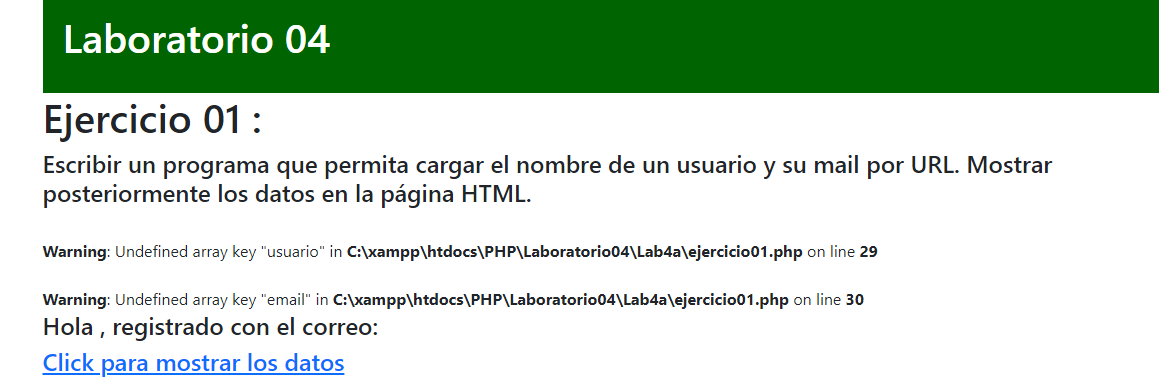 Laboratorio 04
Ejercicio 01 :
Escribir un programa que permita cargar el nombre de un usuario y su mail por URL. Mostrar
posteriormente los datos en la página HTML.
Warning: Undefined array key "usuario" in C:\xampp\htdocs\PHP\Laboratorio04\Lab4a\ejercicio01.php on line 29
Warning: Undefined array key "email" in C:\xampp\htdocs\PHP\Laboratorio04\Lab4a\ejercicio01.php on line 30
Hola , registrado con el correo:
Click para mostrar los datos